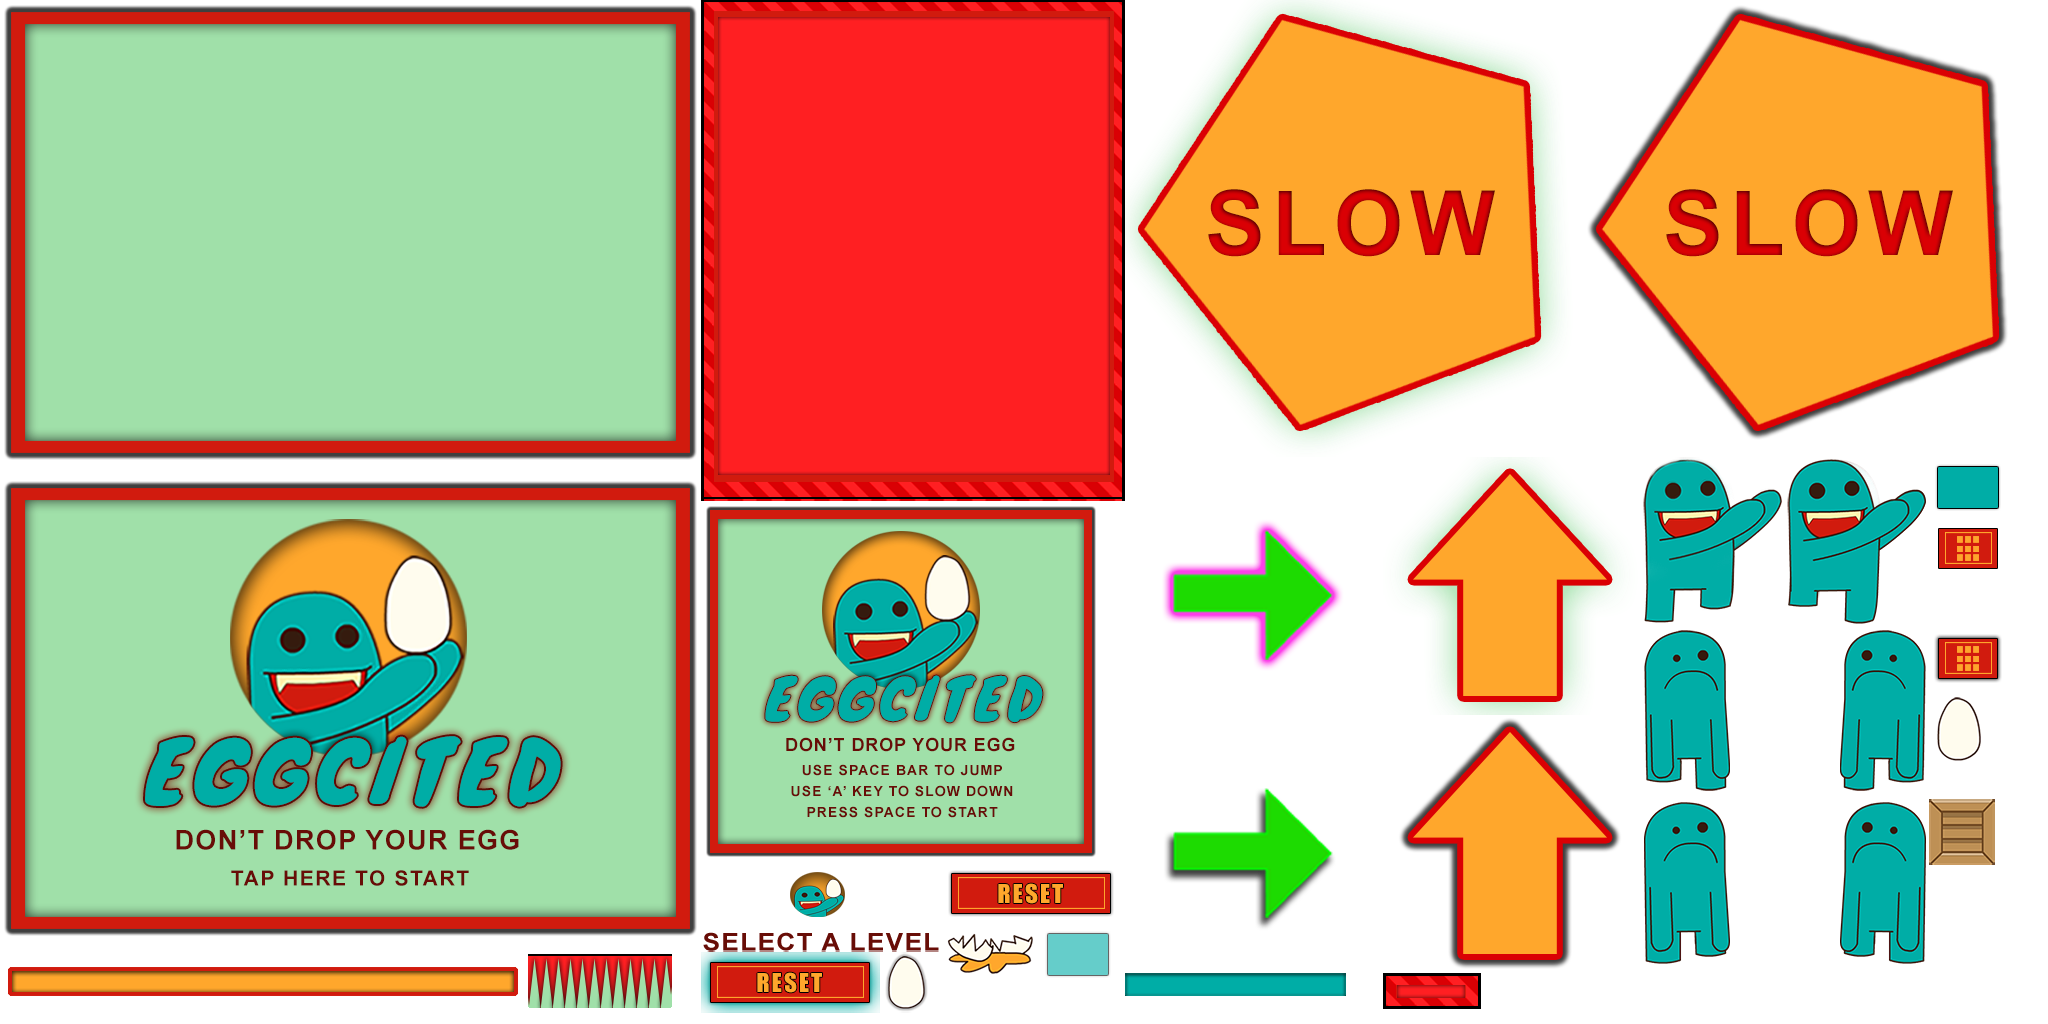 SLOW
SLOW
EGGCITED
DON'T DROP YOUR EGG
TAP HERE TO START
EGGCITED
DON'T DROP YOUR EGG
USE SPACE BAR TO JUMP
USE ‘A’ KEY TO SLOW DOWN
PRESS SPACE TO START
RESET
SELECT A LEVEL
RESET